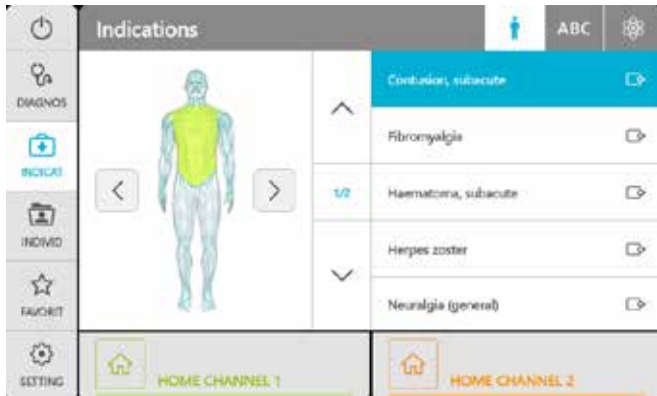 Indications
ABC
DIAGNOS
INDICAT
INDIVID
FAVORIT
SETTING
1/2
Contusion, subacute
Fibromyalgia
Haematoma, subacute
Herpes zoster
Neuralgia (general)
HOME CHANNEL 1
HOME CHANNEL 2